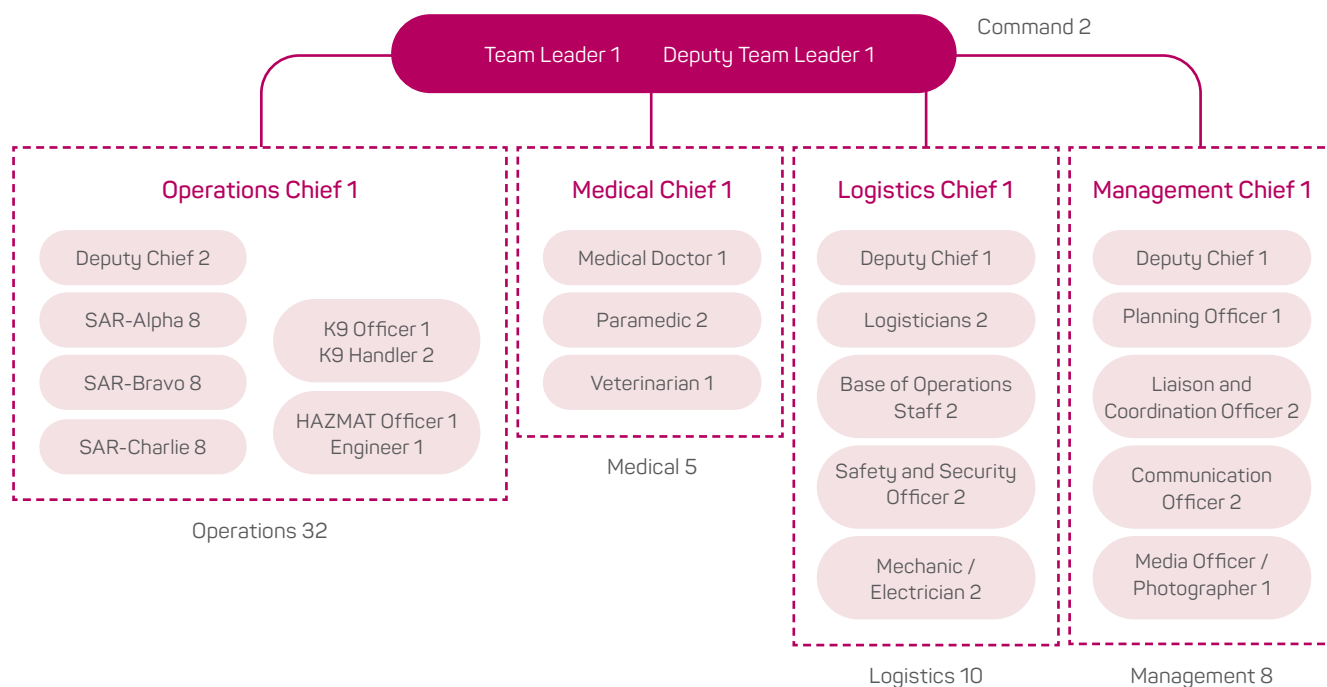 Command 2
Team Leader 1
Deputy Team Leader 1
Operations Chief 1
Deputy Chief 2
SAR-Alpha 8
SAR-Bravo 8
SAR-Charlie 8
K9 Officer 1
K9 Handler 2
HAZMAT Officer 1
Engineer 1
Operations 32
Medical Chief 1
Medical Doctor 1
Paramedic 2
Veterinarian 1
Medical 5
Logistics Chief 1
Deputy Chief 1
Logisticians 2
Base of Operations
Staff 2
Safety and Security
Officer 2
Mechanic /
Electrician 2
Logistics 10
Management Chief 1
Deputy Chief 1
Planning Officer 1
Liaison and
Coordination Officer 2
Communication
Officer 2
Media Officer /
Photographer 1
Management 8